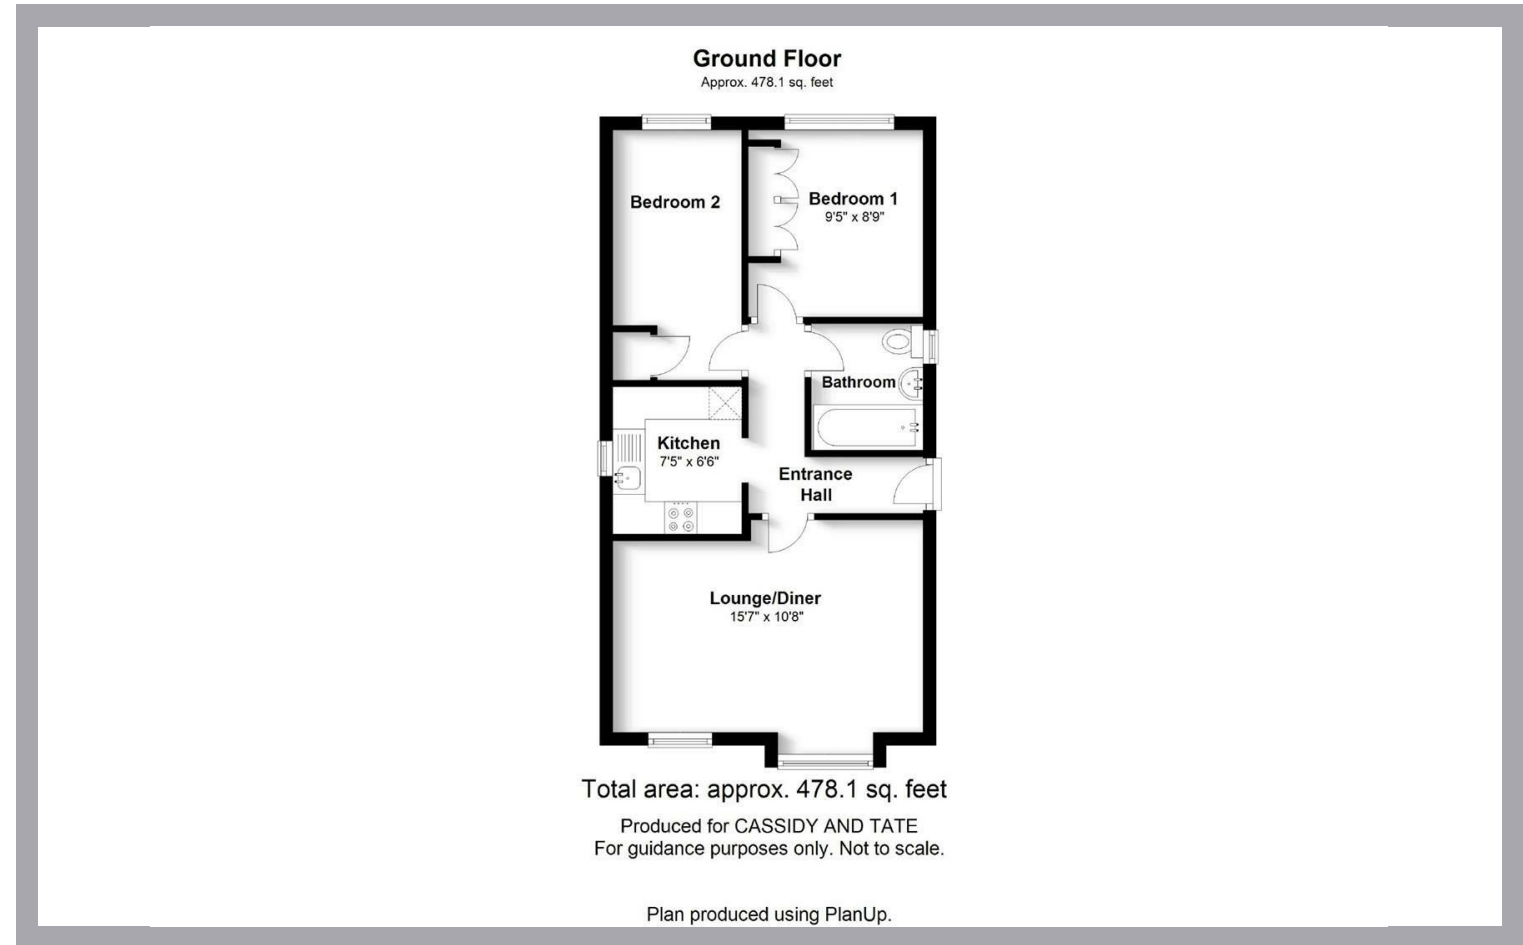 Ground Floor
Approx. 478.1 sq. feet
Bedroom 2
Bedroom 1
9'5" x 8'9"
Bathroom
Kitchen
7'5" x 6'6"
Entrance
Hall
Lounge/Diner
15'7" x 10'8"
Total area: approx. 478.1 sq. feet
Produced for CASSIDY AND TATE
For guidance purposes only. Not to scale.
Plan produced using PlanUp.